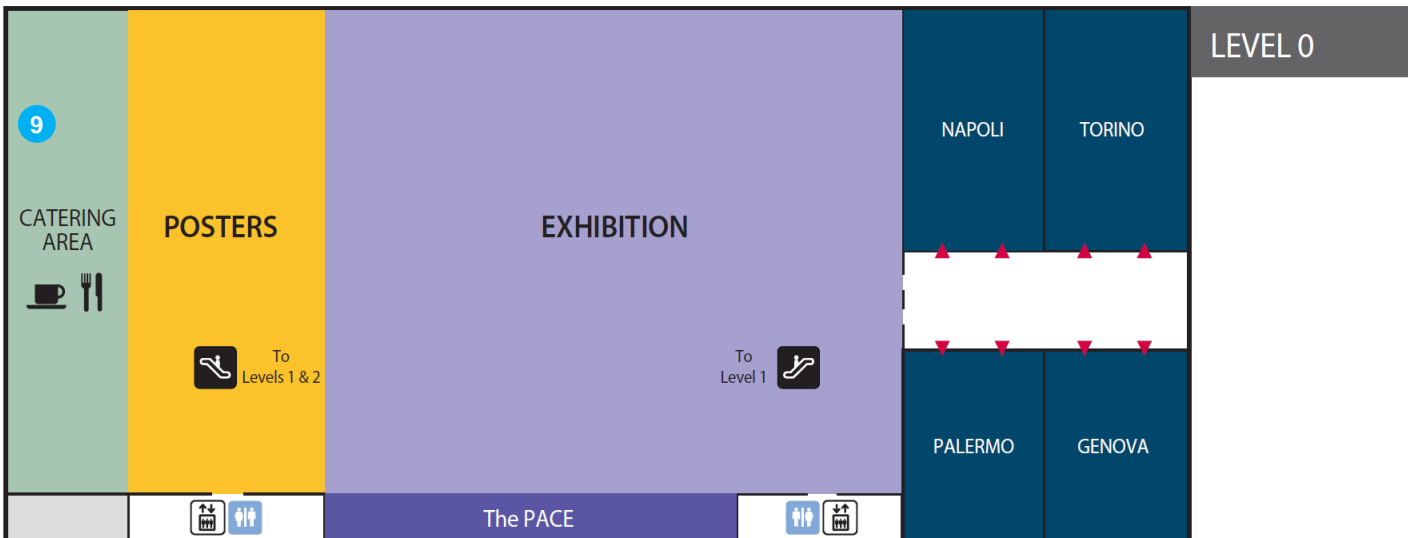 LEVEL 0
9
CATERING
AREA
POSTERS
EXHIBITION
NAPOLI
TORINO
To
Levels 1 & 2
To
Level 1
PALERMO
GENOVA
The PACE